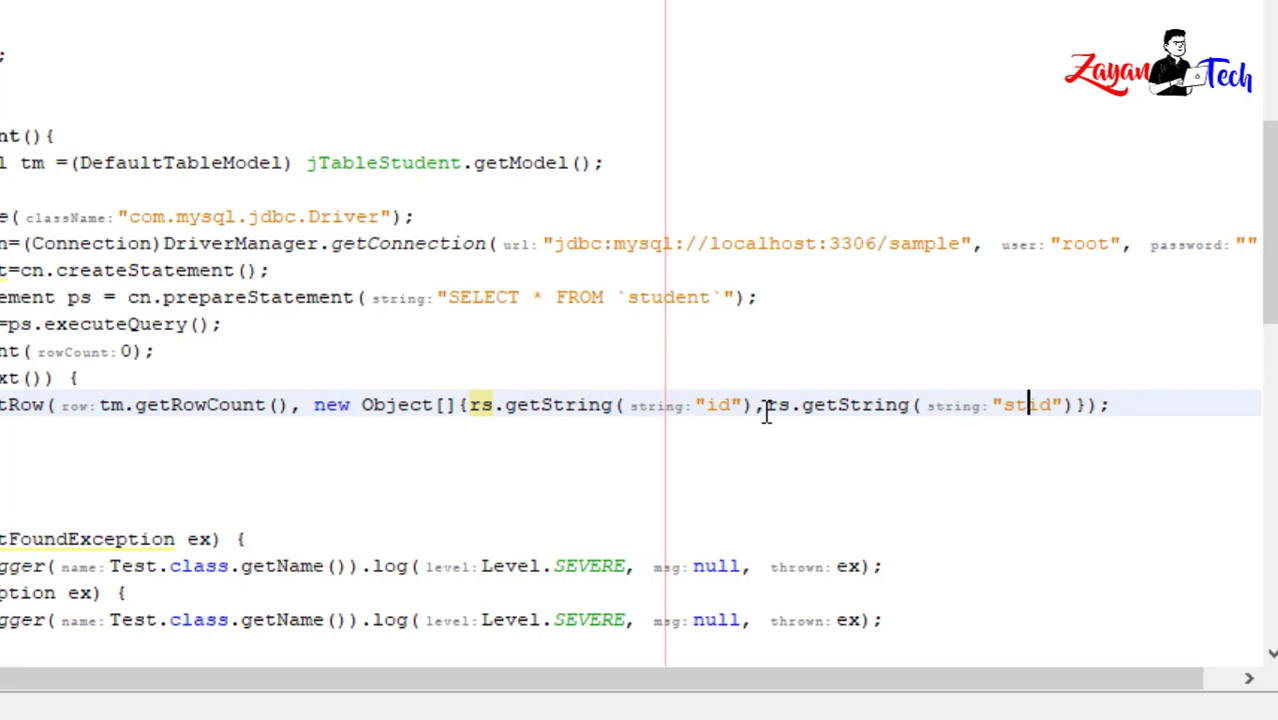 Zayan Tech
;
nt(){
l tm =(DefaultTableModel) jTableStudent.getModel();
e( className: "com.mysql.jdbc.Driver");
n=(Connection)DriverManager.getConnection( url: "jdbc:mysql://localhost:3306/sample", user: "root", password: ""
t=cn.createStatement();
ement ps = cn.prepareStatement( string: "SELECT * FROM `student`");
=ps.executeQuery();
nt( rowCount: 0);
xt()) {
tRow( row: tm.getRowCount(), new Object[]{rs.getString( string: "id"),rs.getString( string: "stid")});
tFoundException ex) {
gger( name: Test.class.getName()).log( level: Level.SEVERE, msg: null, thrown: ex);
ption ex) {
gger( name: Test.class.getName()).log( level: Level.SEVERE, msg: null, thrown: ex);